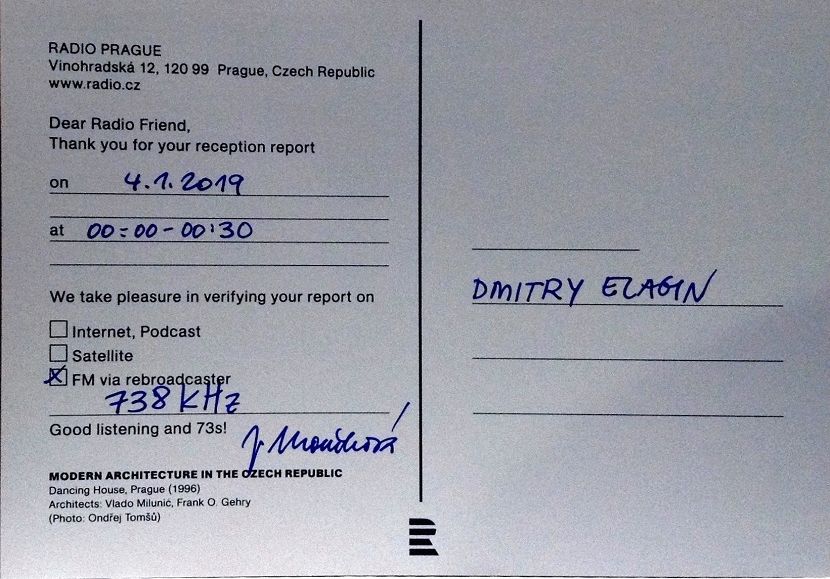 RADIO PRAGUE
Vinohradská 12, 120 99 Prague, Czech Republic
www.radio.cz
Dear Radio Friend,
Thank you for your reception report
on 4.1.2019
at 00:00-00:30
We take pleasure in verifying your report on
Internet, Podcast
Satellite
FM via rebroadcaster
738 kHz
Good listening and 73s!
MODERN ARCHITECTURE IN THE CZECH REPUBLIC
Dancing House, Prague (1996)
Architects: Vlado Milunić, Frank O. Gehry
(Photo: Ondřej Tomšů)
DMITRY ELAGIN